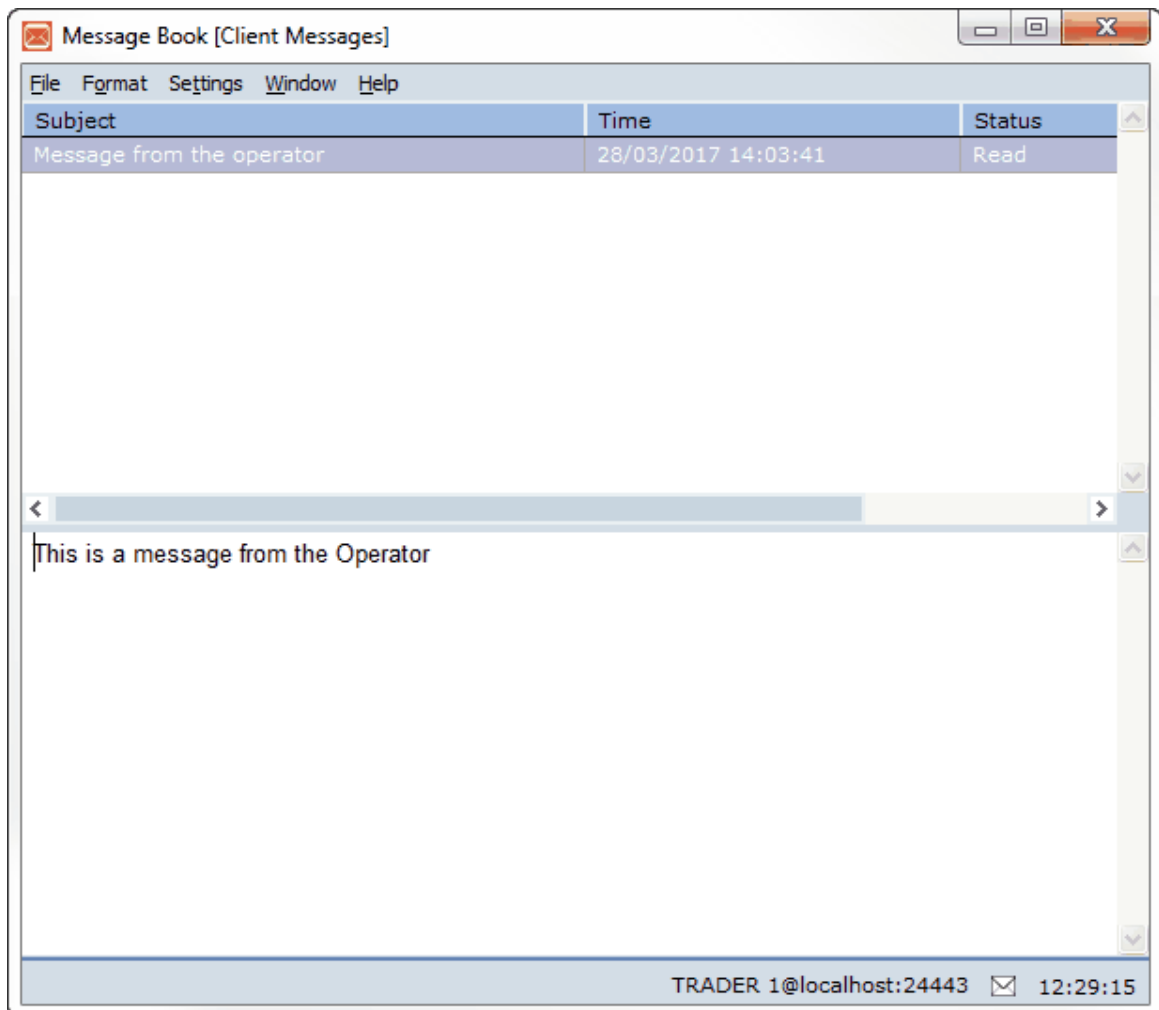 Message Book [Client Messages]
File Format Settings Window Help
Subject Time Status
Message from the operator 28/03/2017 14:03:41 Read
This is a message from the Operator
TRADER 1@localhost:24443 12:29:15